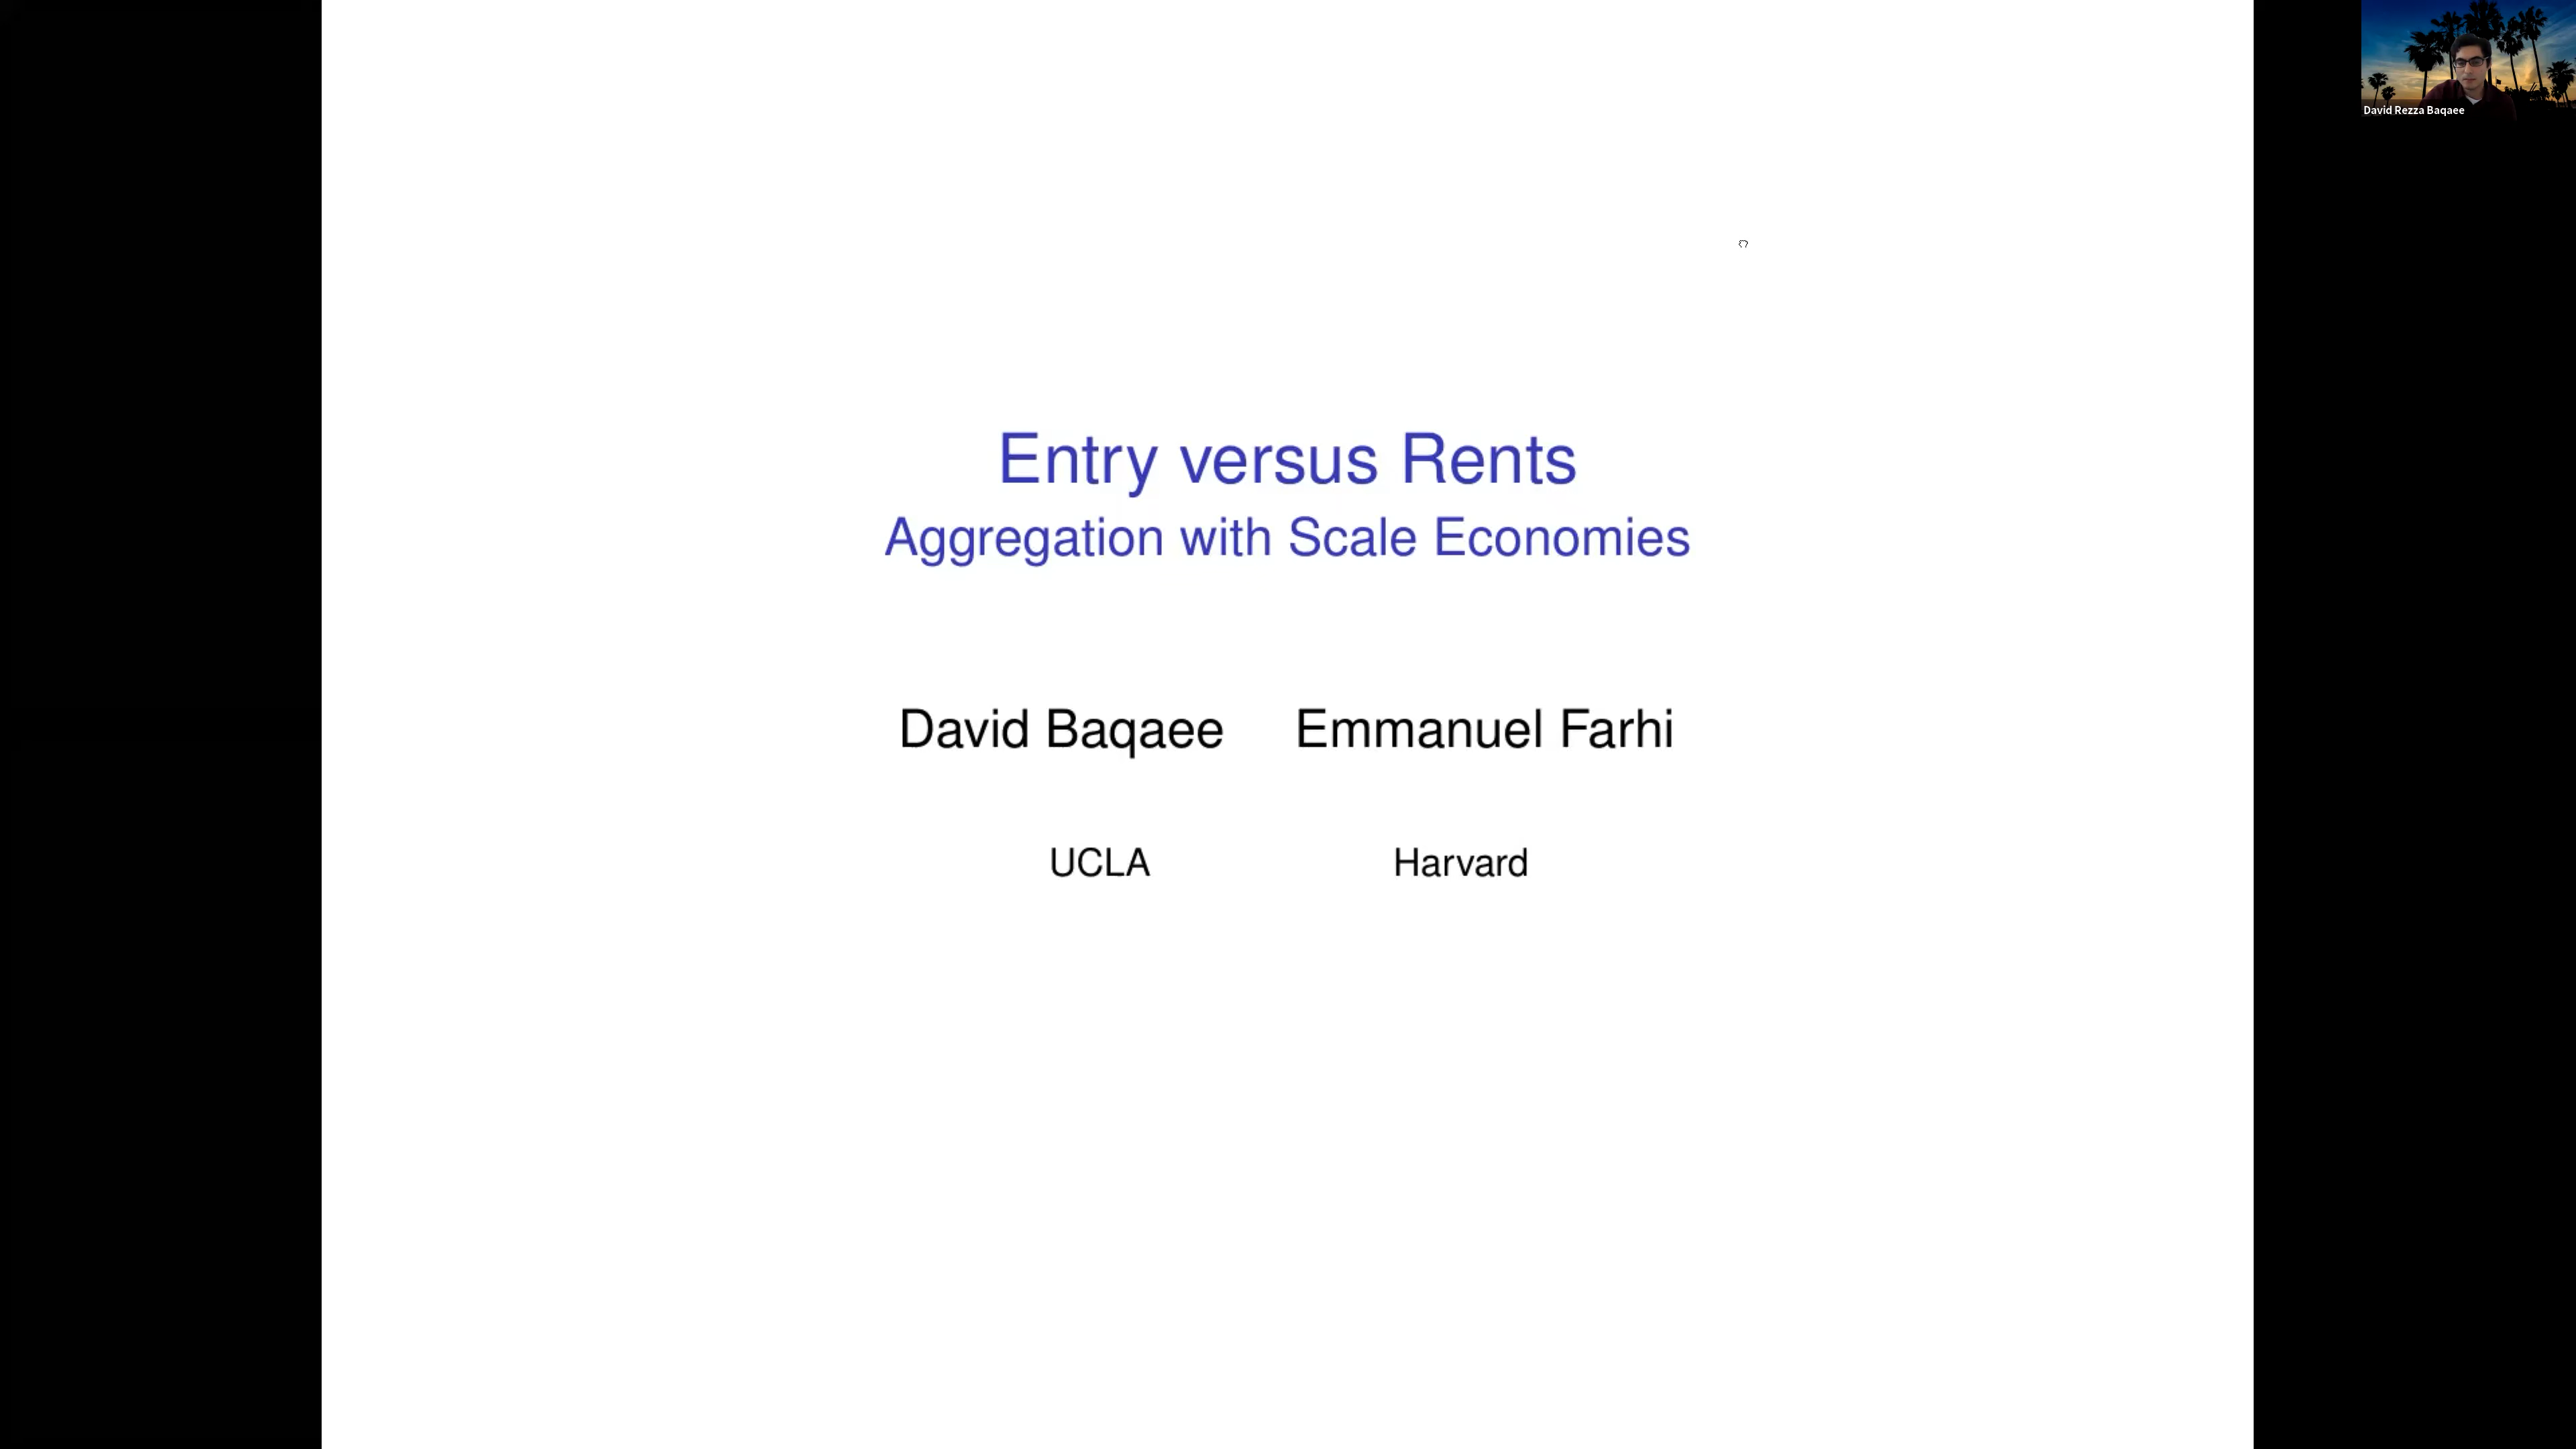 David Rezza Baqaee
Entry versus Rents
Aggregation with Scale Economies
David Baqaee Emmanuel Farhi
UCLA Harvard